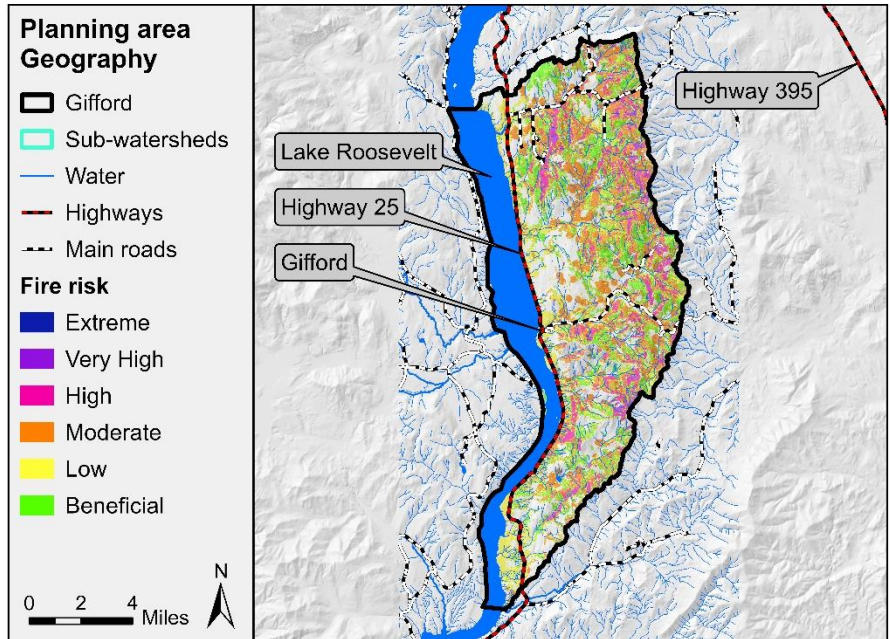 Planning area
Geography
Gifford
Sub-watersheds
Water
Highways
Main roads
Fire risk
Extreme
Very High
High
Moderate
Low
Beneficial
0 2 4 Miles
N
Lake Roosevelt
Highway 25
Gifford
Highway 395